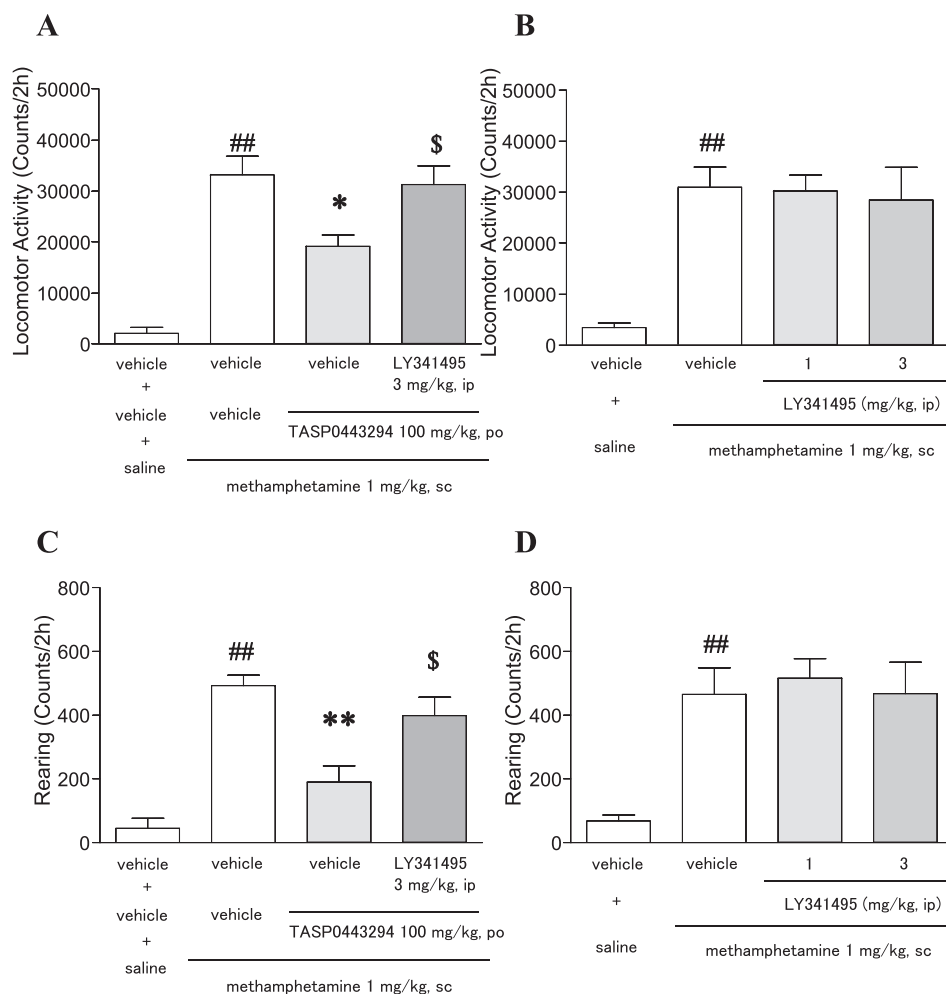 A
Locomotor Activity (Counts/2h)
50000
40000
30000
20000
10000
0
##
*
$
vehicle vehicle vehicle LY341495
+ 3 mg/kg, ip
vehicle vehicle
+ TASP0443294 100 mg/kg, po
saline
methamphetamine 1 mg/kg, sc
B
Locomotor Activity (Counts/2h)
50000
40000
30000
20000
10000
0
##
vehicle vehicle 1 3
+ LY341495 (mg/kg, ip)
saline methamphetamine 1 mg/kg, sc
C
Rearing (Counts/2h)
800
600
400
200
0
##
**
$
vehicle vehicle vehicle LY341495
+ 3 mg/kg, ip
vehicle vehicle
+ TASP0443294 100 mg/kg, po
saline
methamphetamine 1 mg/kg, sc
D
Rearing (Counts/2h)
800
600
400
200
0
##
vehicle vehicle 1 3
+ LY341495 (mg/kg, ip)
saline methamphetamine 1 mg/kg, sc